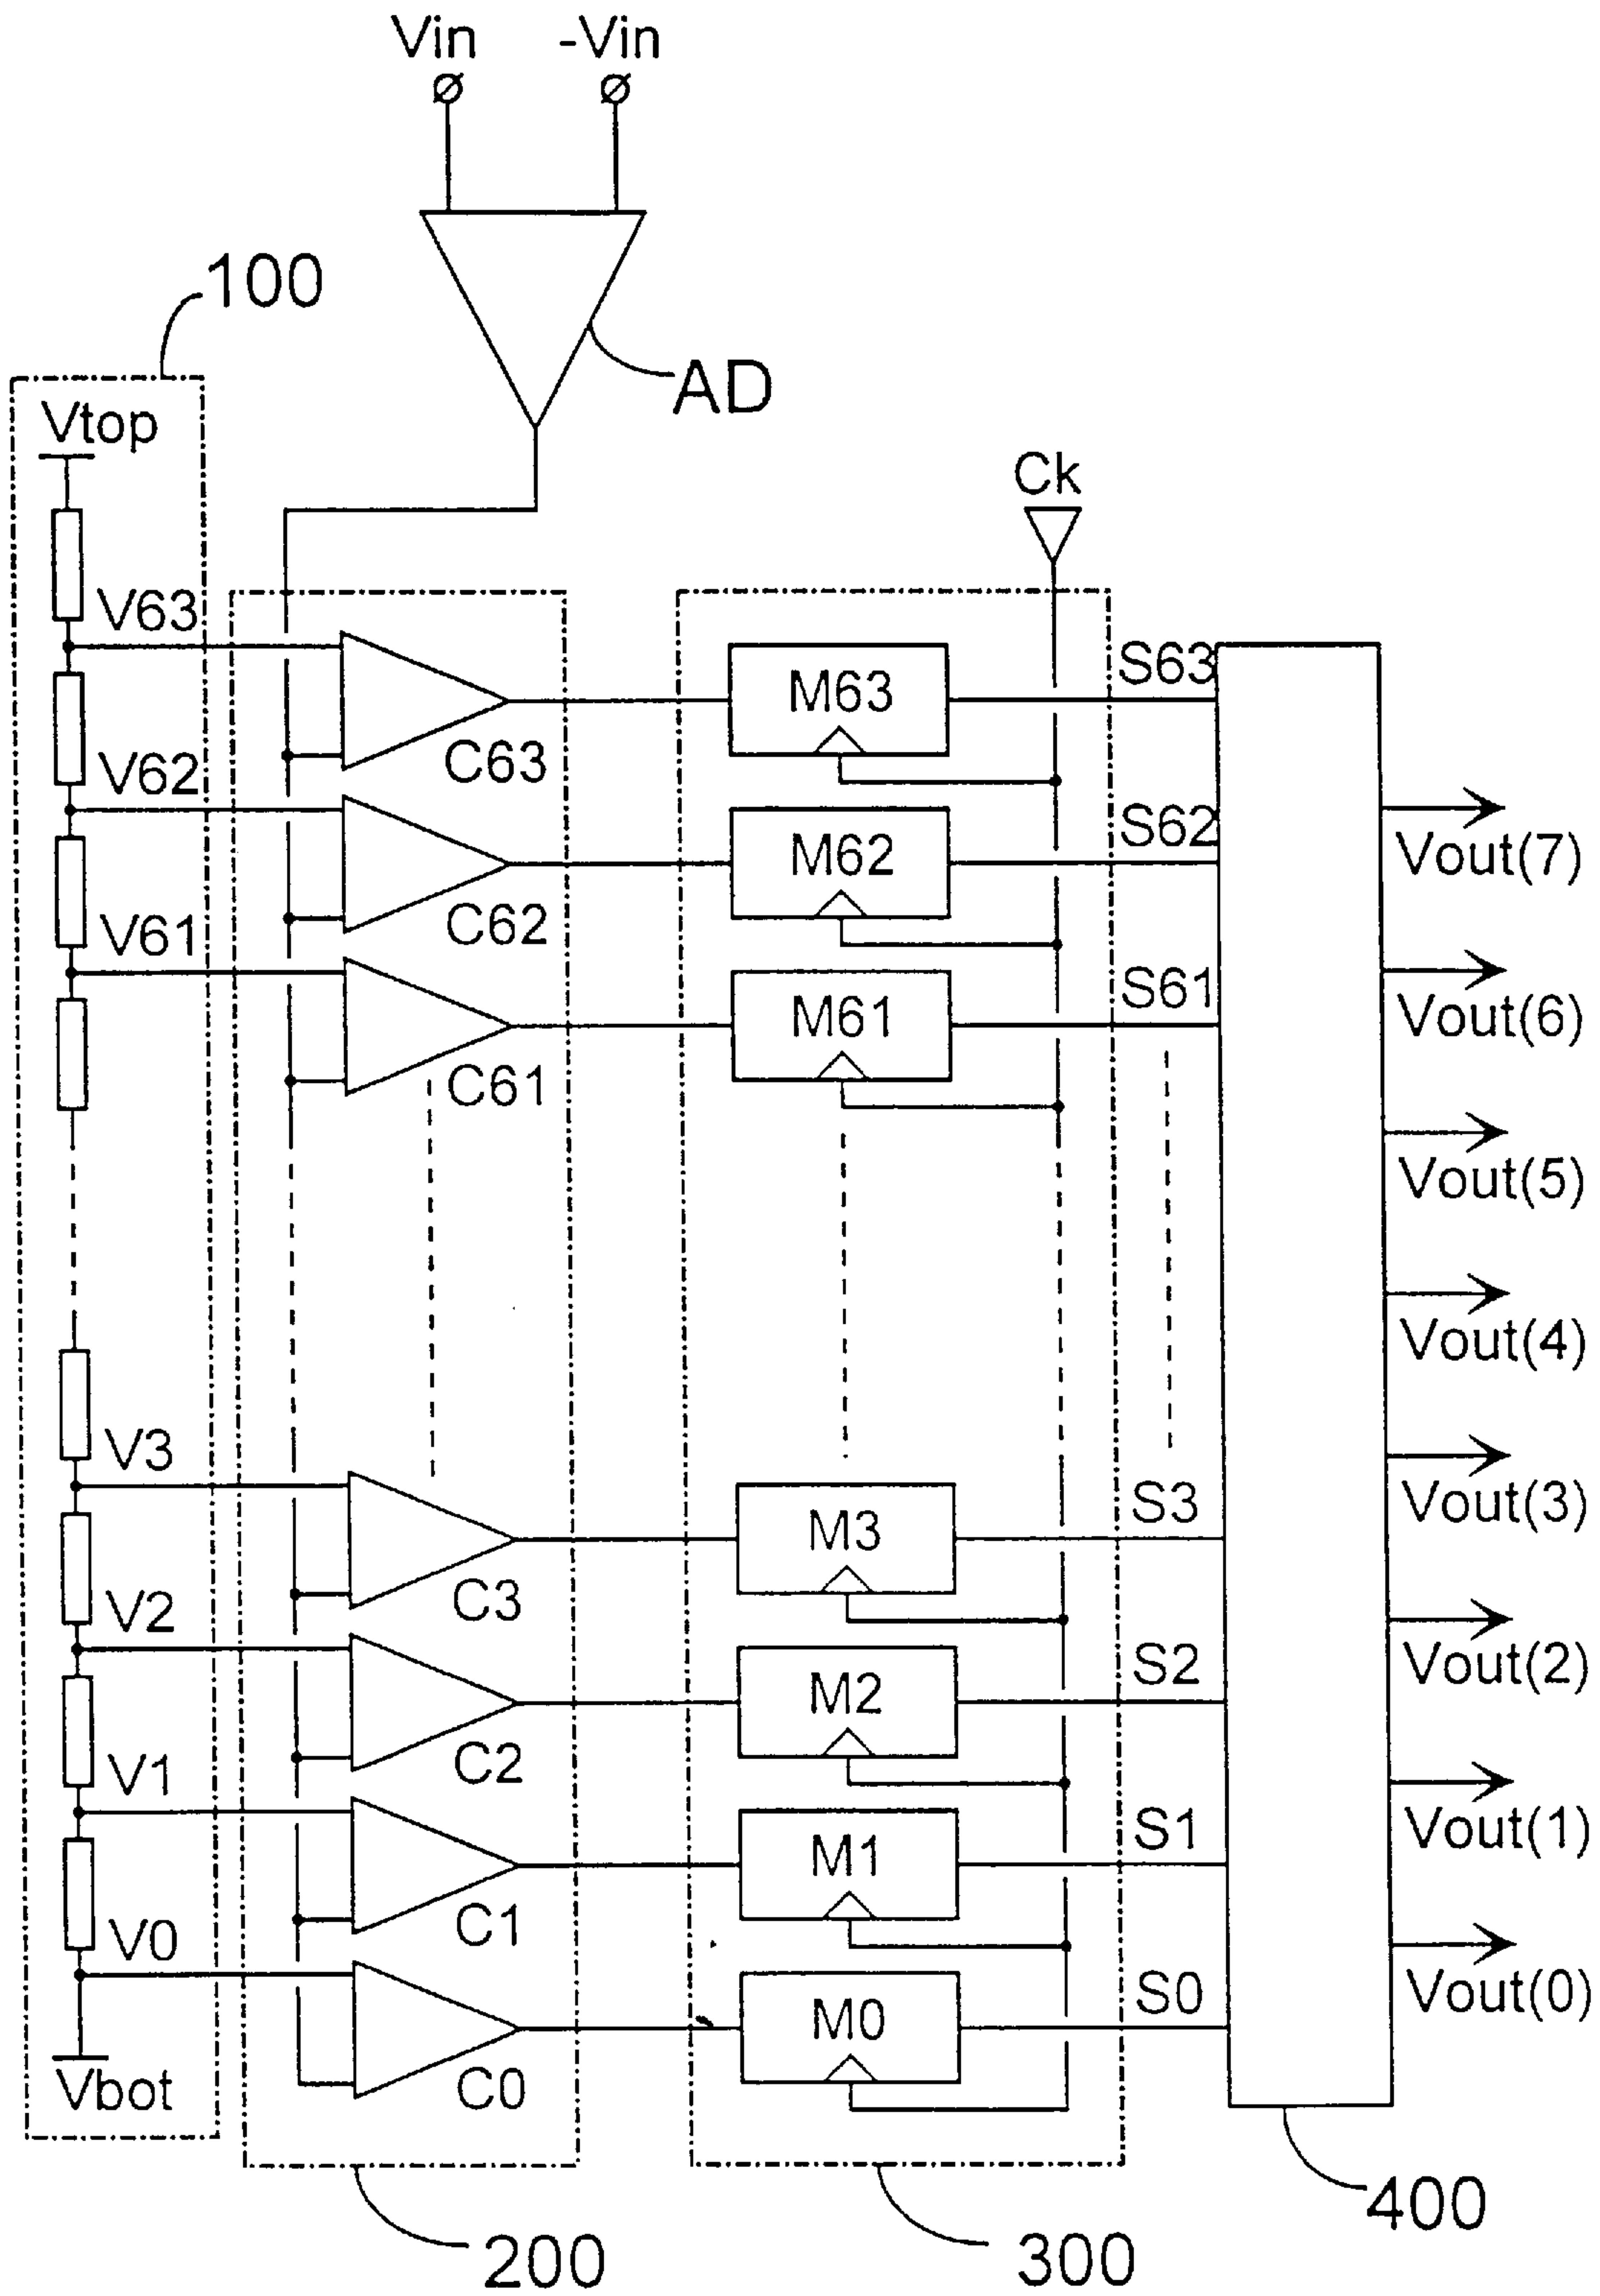 Vin -Vin
100
AD
Vtop
Ck
V63
S63
M63
C63
V62
S62
M62
Vout(7)
C62
V61
S61
M61
Vout(6)
C61
Vout(5)
Vout(4)
V3
S3
Vout(3)
M3
C3
V2
S2
Vout(2)
M2
C2
V1
S1
Vout(1)
M1
C1
V0
S0
Vout(0)
M0
C0
Vbot
400
200
300